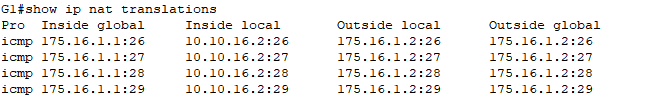 Gl#show ip nat translations
Pro Inside global Inside local Outside local Outside global
icmp 175.16.1.1:26 10.10.16.2:26 175.16.1.2:26 175.16.1.2:26
icmp 175.16.1.1:27 10.10.16.2:27 175.16.1.2:27 175.16.1.2:27
icmp 175.16.1.1:28 10.10.16.2:28 175.16.1.2:28 175.16.1.2:28
icmp 175.16.1.1:29 10.10.16.2:29 175.16.1.2:29 175.16.1.2:29